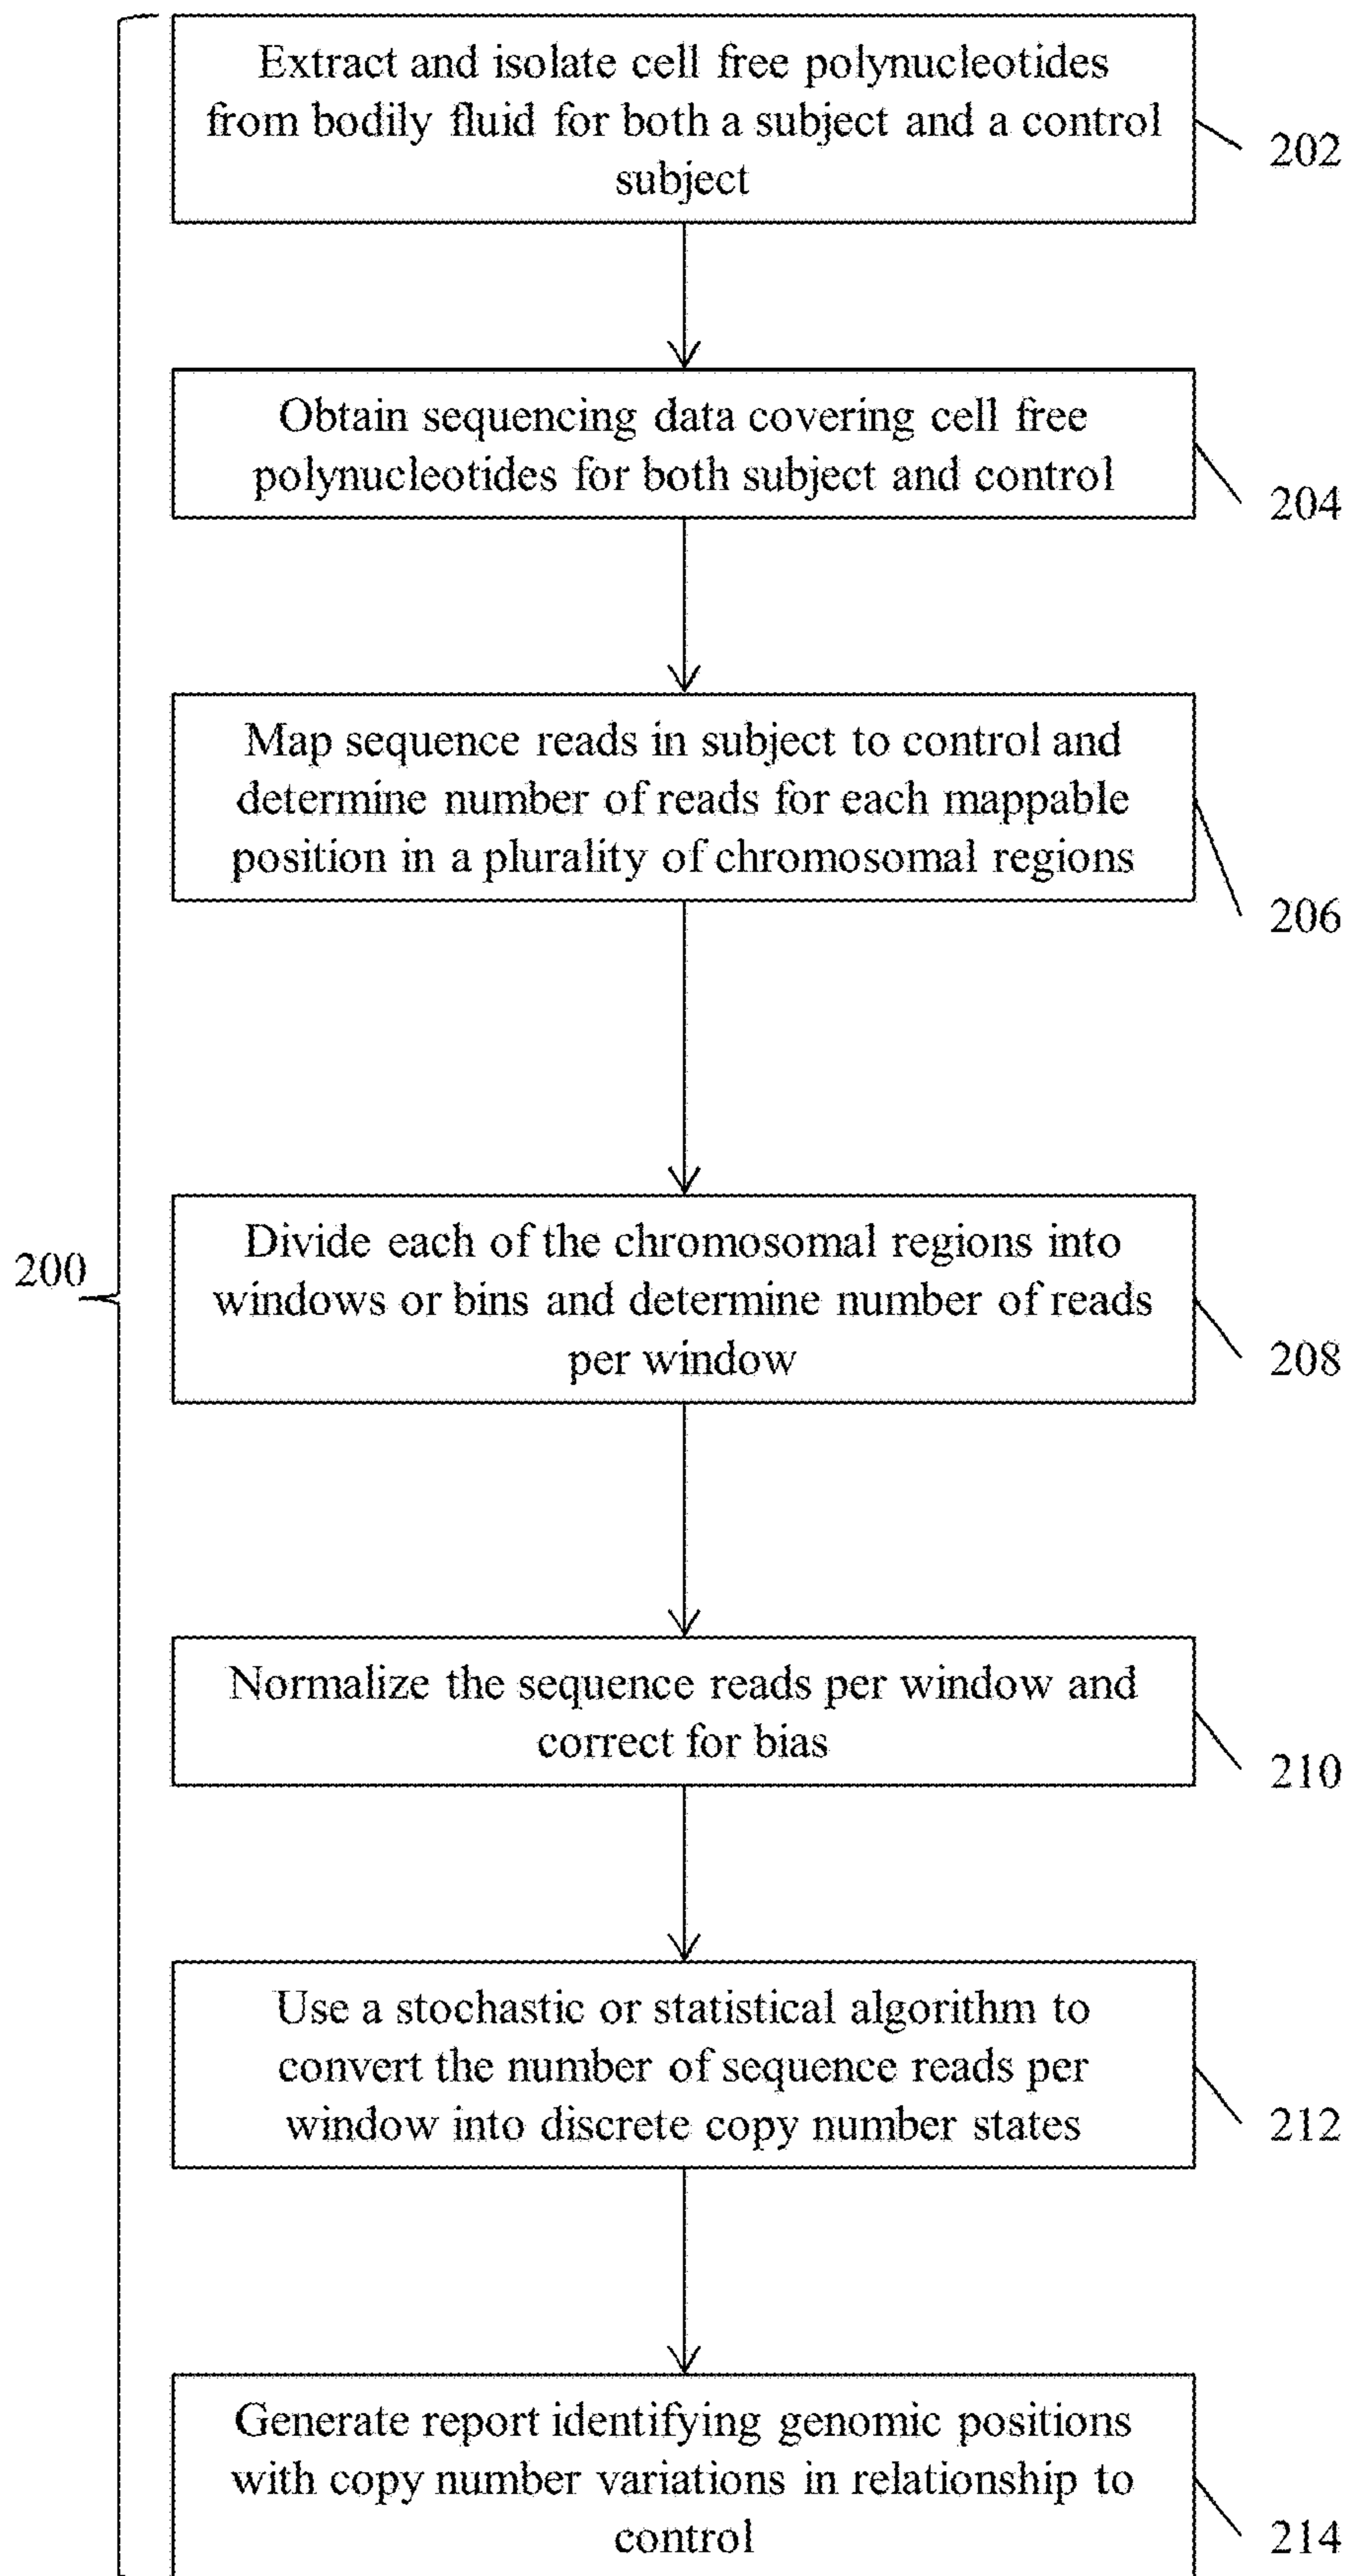 Extract and isolate cell free polynucleotides
from bodily fluid for both a subject and a control
subject
202
Obtain sequencing data covering cell free
polynucleotides for both subject and control
204
Map sequence reads in subject to control and
determine number of reads for each mappable
position in a plurality of chromosomal regions
206
200
Divide each of the chromosomal regions into
windows or bins and determine number of reads
per window
208
Normalize the sequence reads per window and
correct for bias
210
Use a stochastic or statistical algorithm to
convert the number of sequence reads per
window into discrete copy number states
212
Generate report identifying genomic positions
with copy number variations in relationship to
control
214